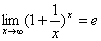 lim(1+1/x)^x = e
x→∞